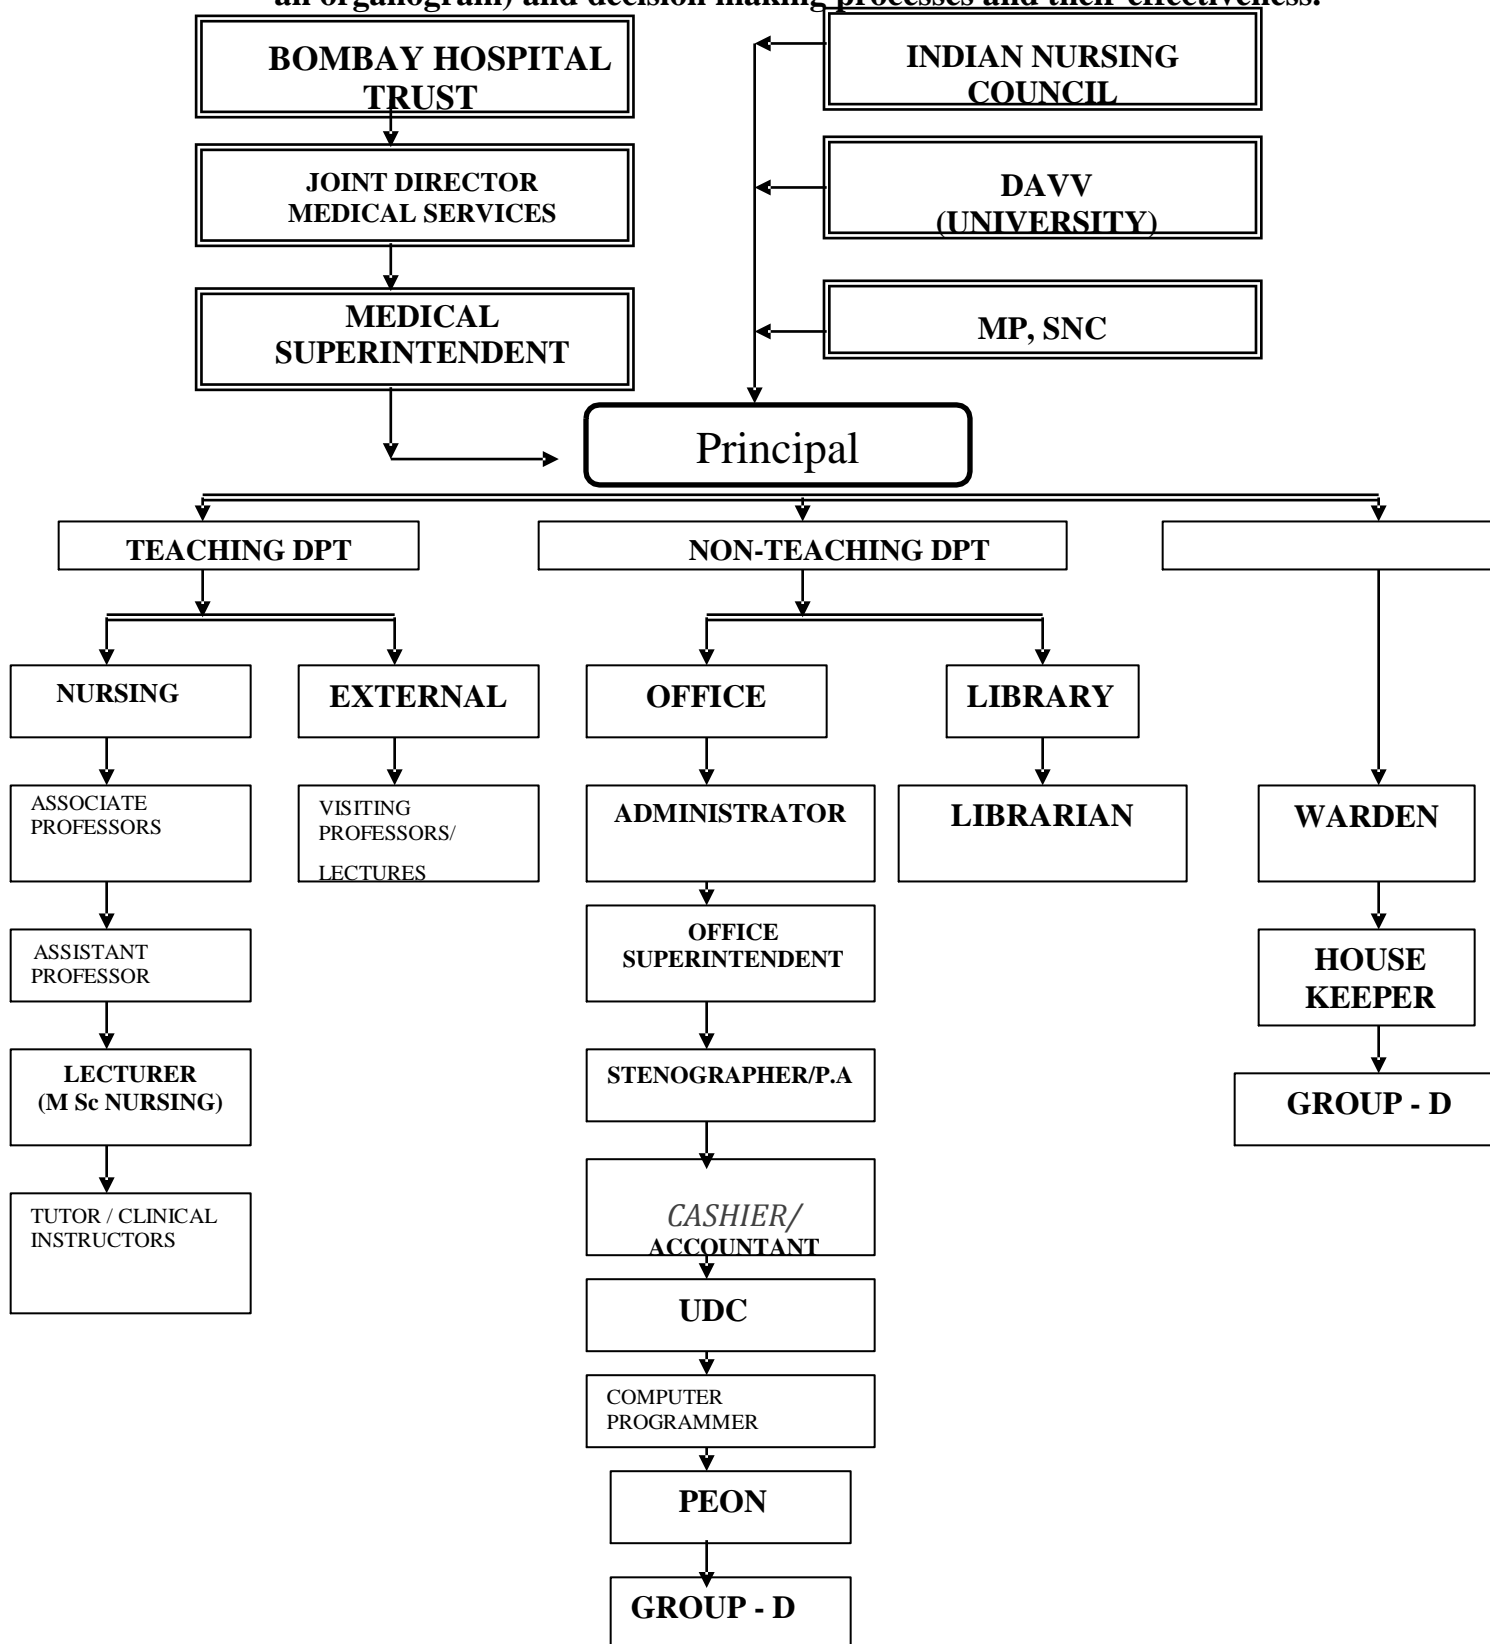 an organogram) and decision making processes and their effectiveness.
BOMBAY HOSPITAL
TRUST
INDIAN NURSING
COUNCIL
JOINT DIRECTOR
MEDICAL SERVICES
DAVV
(UNIVERSITY)
MEDICAL
SUPERINTENDENT
MP, SNC
Principal
TEACHING DPT
NON-TEACHING DPT
NURSING
EXTERNAL
OFFICE
LIBRARY
ASSOCIATE
PROFESSORS
VISITING
PROFESSORS/
LECTURES
ADMINISTRATOR
LIBRARIAN
WARDEN
ASSISTANT
PROFESSOR
OFFICE
SUPERINTENDENT
HOUSE
KEEPER
LECTURER
(M Sc NURSING)
STENOGRAPHER/P.A
GROUP - D
TUTOR / CLINICAL
INSTRUCTORS
CASHIER/
ACCOUNTANT
UDC
COMPUTER
PROGRAMMER
PEON
GROUP - D